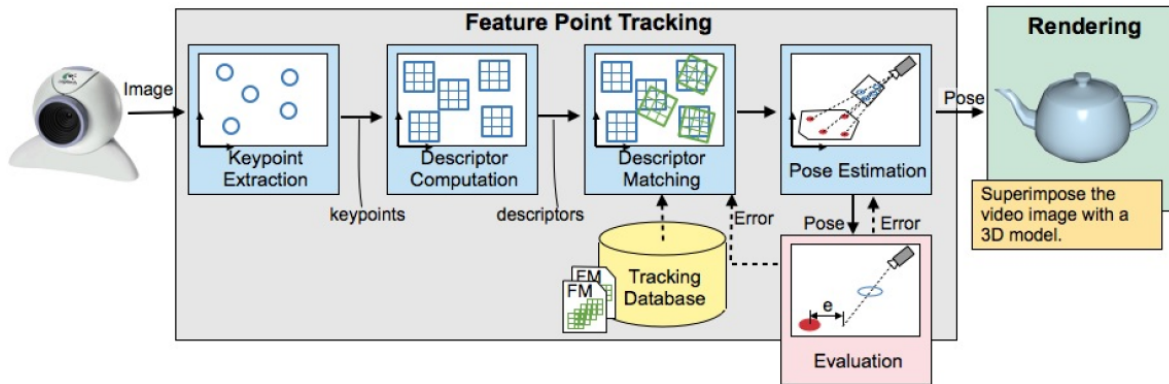 Feature Point Tracking
Rendering
Image
Keypoint
Extraction
Descriptor
Computation
Descriptor
Matching
Pose Estimation
Pose
keypoints
descriptors
Error
Pose
Error
Superimpose the
video image with a
3D model.
FM
FM
Tracking
Database
e
Evaluation